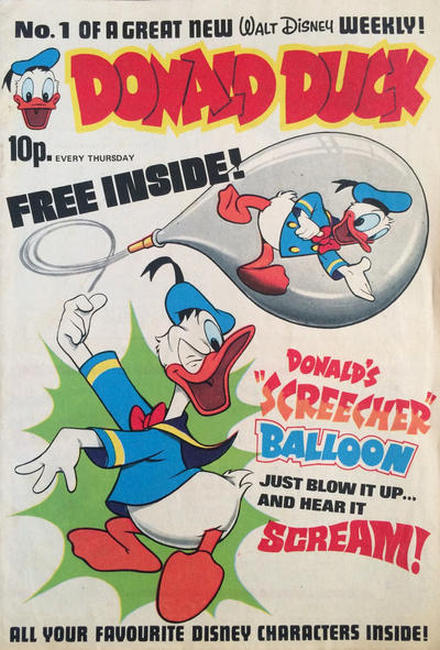 No. 1 OF A GREAT NEW WALT DISNEY WEEKLY!
DONALD DUCK
10p. EVERY THURSDAY
FREE INSIDE!
DONALD'S
"SCREECHER"
BALLOON
JUST BLOW IT UP...
AND HEAR IT
SCREAM!
ALL YOUR FAVOURITE DISNEY CHARACTERS INSIDE!